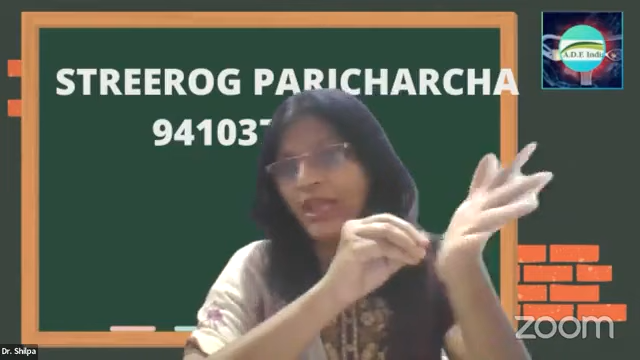 STREEROG PARICHARCHA
94103
A.D.F. India
Dr. Shilpa
zoom